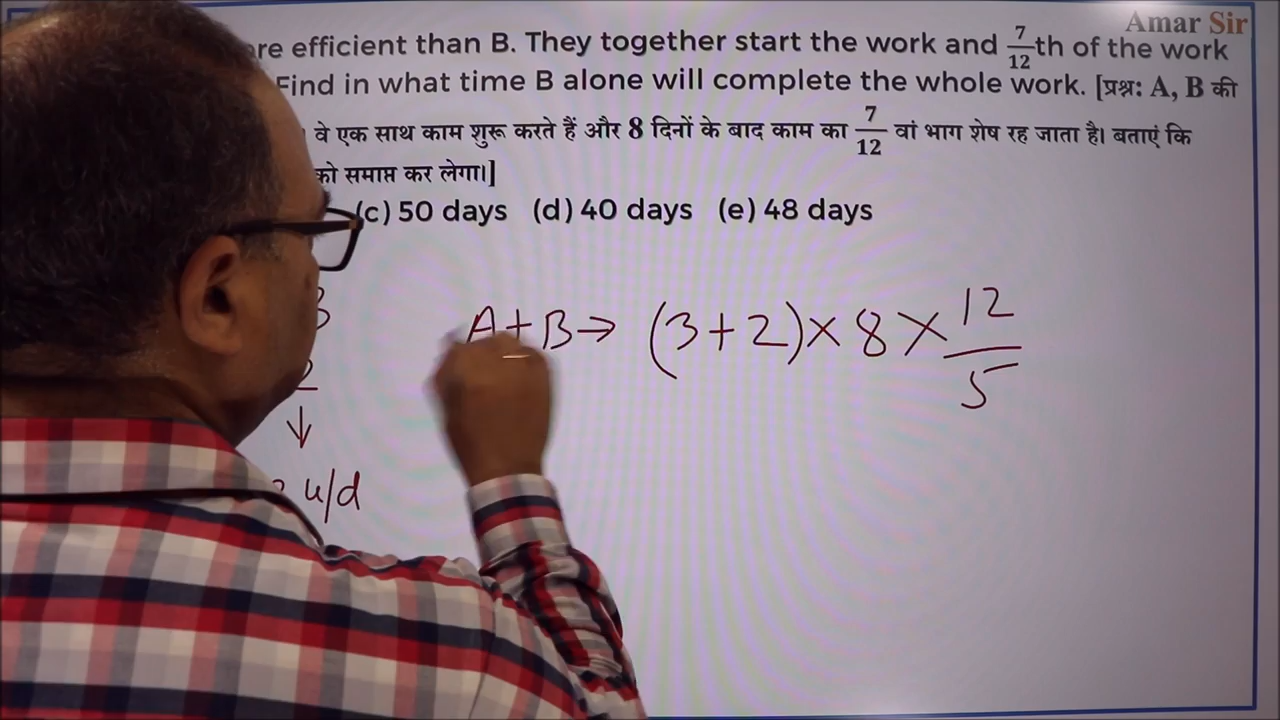 Amar Sir
re efficient than B. They together start the work and 7/12th of the work
Find in what time B alone will complete the whole work. [प्रश्न: A, B की
। वे एक साथ काम शुरू करते हैं और 8 दिनों के बाद काम का 7/12 वां भाग शेष रह जाता है। बताएं कि
को समाप्त कर लेगा।]
(c) 50 days (d) 40 days (e) 48 days
B
A+B→ (3+2)×8×12/5
2
↓
u/d